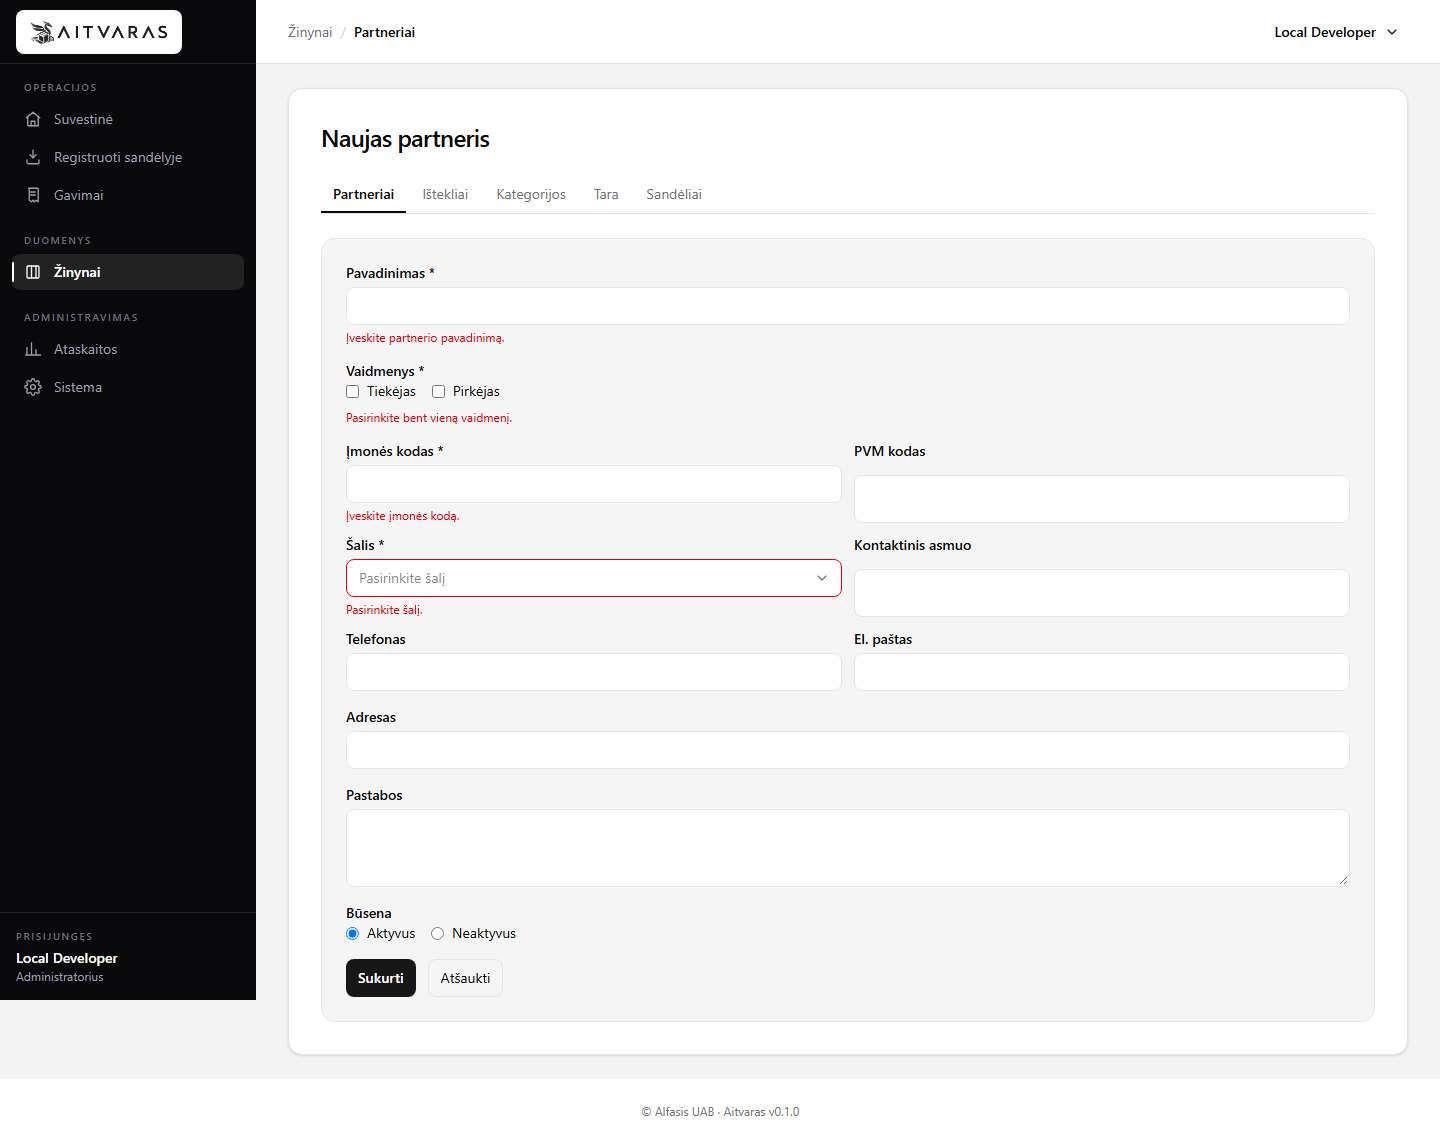 AITVARAS
OPERACIJOS
Suvestinė
Registruoti sandėlyje
Gavimai
DUOMENYS
Žinynai
ADMINISTRAVIMAS
Ataskaitos
Sistema
PRISIJUNGĘS
Local Developer
Administratorius
Žinynai / Partneriai
Local Developer
Naujas partneris
Partneriai Ištekliai Kategorijos Tara Sandėliai
Pavadinimas *
Įveskite partnerio pavadinimą.
Vaidmenys *
Tiekėjas Pirkėjas
Pasirinkite bent vieną vaidmenį.
Įmonės kodas * PVM kodas
Įveskite įmonės kodą.
Šalis * Kontaktinis asmuo
Pasirinkite šalį
Pasirinkite šalį.
Telefonas El. paštas
Adresas
Pastabos
Būsena
Aktyvus Neaktyvus
Sukurti Atšaukti
© Alfasis UAB · Aitvaras v0.1.0